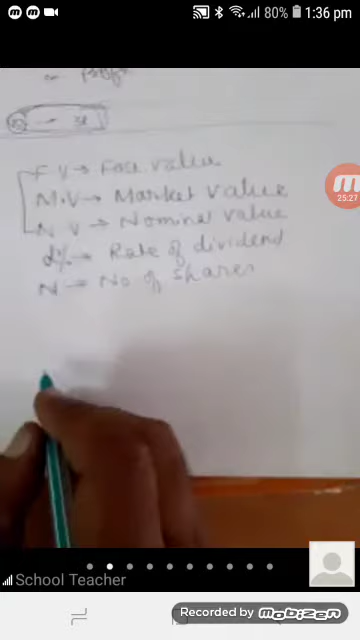 80% 1:36 pm
F.V → Face value
M.V → Market value
N.V → Nominal value
d% → Rate of dividend
N → No of shares
25:27
School Teacher
Recorded by mobizen